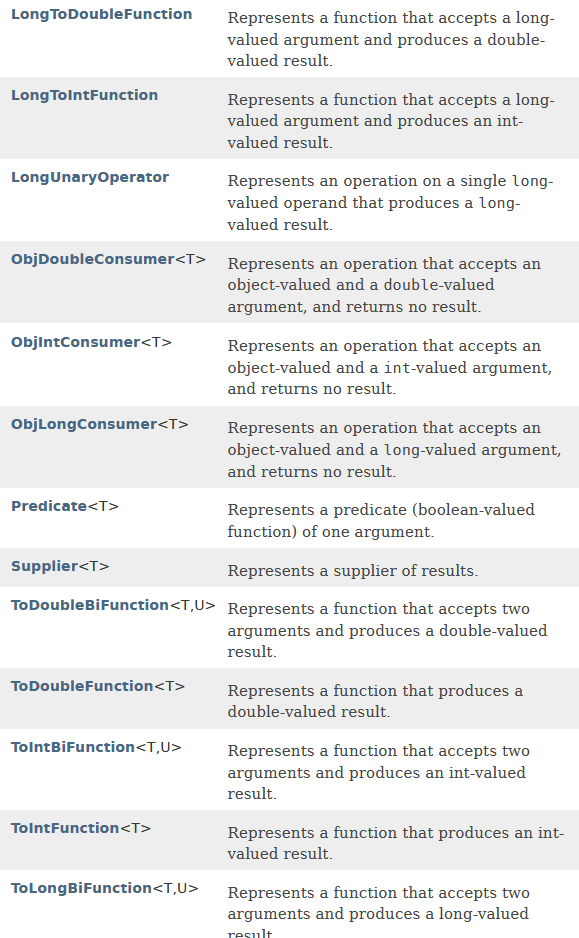 LongToDoubleFunction
Represents a function that accepts a long-
valued argument and produces a double-
valued result.
LongToIntFunction
Represents a function that accepts a long-
valued argument and produces an int-
valued result.
LongUnaryOperator
Represents an operation on a single long-
valued operand that produces a long-
valued result.
ObjDoubleConsumer<T>
Represents an operation that accepts an
object-valued and a double-valued
argument, and returns no result.
ObjIntConsumer<T>
Represents an operation that accepts an
object-valued and a int-valued argument,
and returns no result.
ObjLongConsumer<T>
Represents an operation that accepts an
object-valued and a long-valued argument,
and returns no result.
Predicate<T>
Represents a predicate (boolean-valued
function) of one argument.
Supplier<T>
Represents a supplier of results.
ToDoubleBiFunction<T,U>
Represents a function that accepts two
arguments and produces a double-valued
result.
ToDoubleFunction<T>
Represents a function that produces a
double-valued result.
ToIntBiFunction<T,U>
Represents a function that accepts two
arguments and produces an int-valued
result.
ToIntFunction<T>
Represents a function that produces an int-
valued result.
ToLongBiFunction<T,U>
Represents a function that accepts two
arguments and produces a long-valued
result.